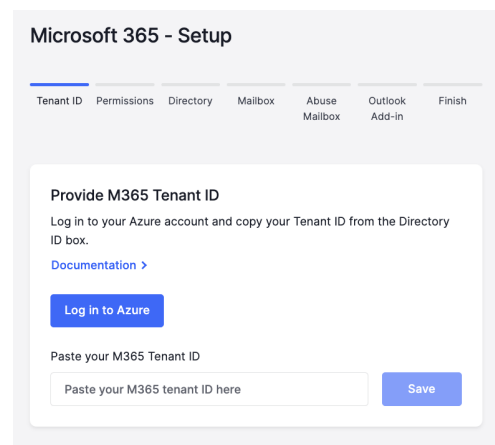 Microsoft 365 - Setup
Tenant ID
Permissions
Directory
Mailbox
Abuse
Mailbox
Outlook
Add-in
Finish
Provide M365 Tenant ID
Log in to your Azure account and copy your Tenant ID from the Directory
ID box.
Documentation >
Log in to Azure
Paste your M365 Tenant ID
Paste your M365 tenant ID here
Save